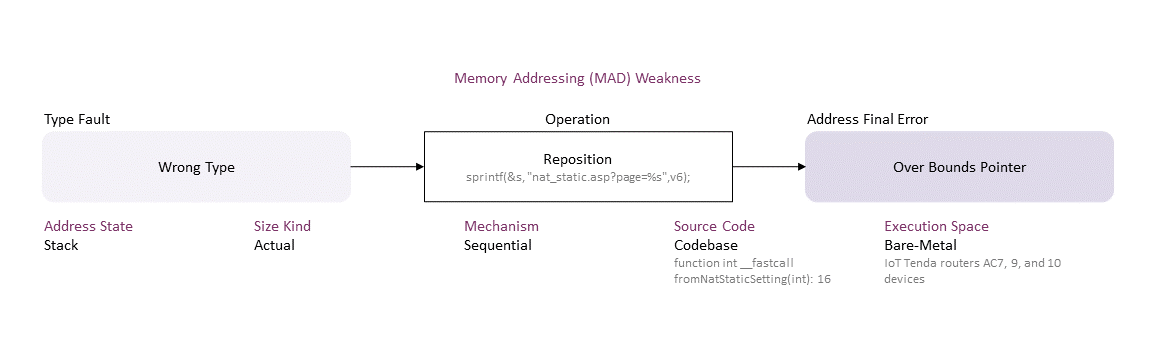 Memory Addressing (MAD) Weakness
Type Fault
Operation
Address Final Error
Wrong Type
Reposition
sprintf(&s, "nat_static.asp?page=%s",v6);
Over Bounds Pointer
Address State
Size Kind
Mechanism
Source Code
Execution Space
Stack
Actual
Sequential
Codebase
Bare-Metal
function int __fastcall
fromNatStaticSetting(int): 16
IoT Tenda routers AC7, 9, and 10
devices